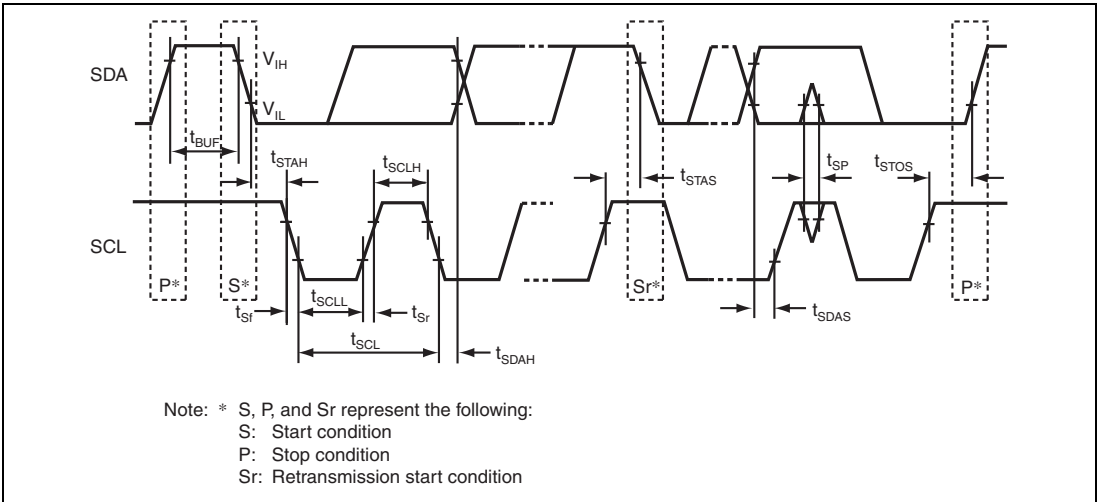 SDA
V_IH
V_IL
t_BUF
t_STAH
t_SCLH
t_STAS
t_SP
t_STOS
SCL
P*
S*
Sr*
P*
t_Sf
t_SCLL
t_Sr
t_SDAS
t_SCL
t_SDAH
Note: * S, P, and Sr represent the following:
S: Start condition
P: Stop condition
Sr: Retransmission start condition